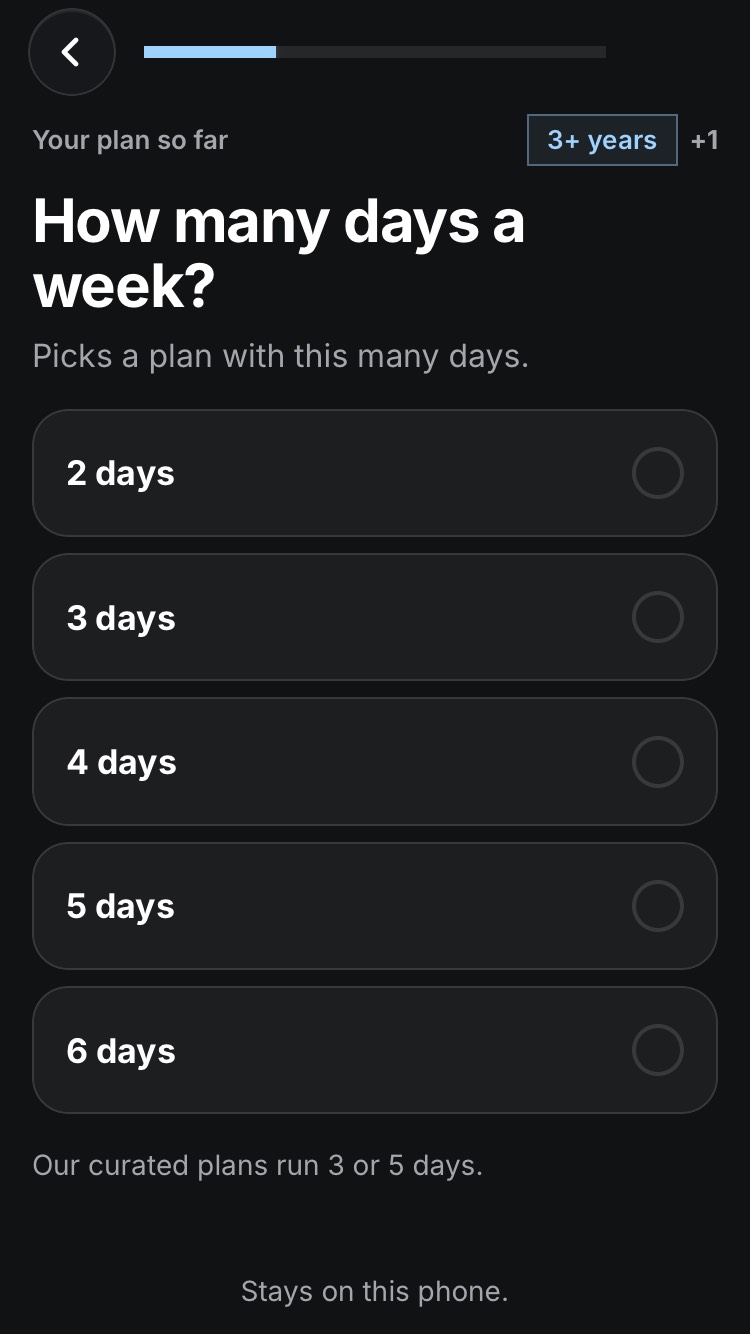 Your plan so far
3+ years
+1
How many days a
week?
Picks a plan with this many days.
2 days
3 days
4 days
5 days
6 days
Our curated plans run 3 or 5 days.
Stays on this phone.